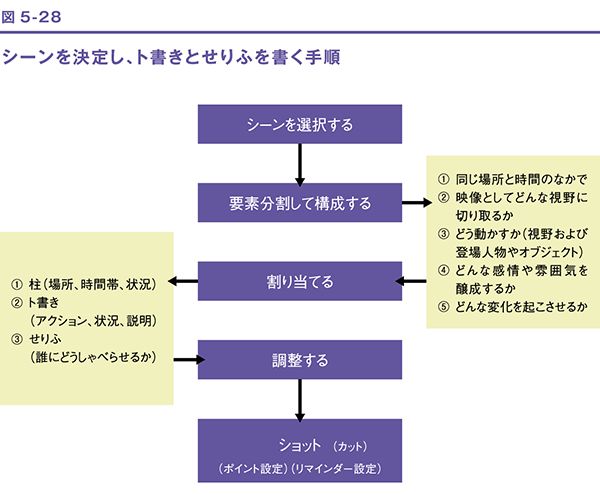 図5-28
シーンを決定し、ト書きとせりふを書く手順
シーンを選択する
要素分割して構成する
① 同じ場所と時間のなかで
② 映像としてどんな視野に
切り取るか
③ どう動かすか（視野および
登場人物やオブジェクト）
④ どんな感情や雰囲気を
醸成するか
⑤ どんな変化を起こさせるか
割り当てる
① 柱（場所、時間帯、状況）
② ト書き
（アクション、状況、説明）
③ せりふ
（誰にどうしゃべらせるか）
調整する
ショット （カット）
（ポイント設定）（リマインダー設定）